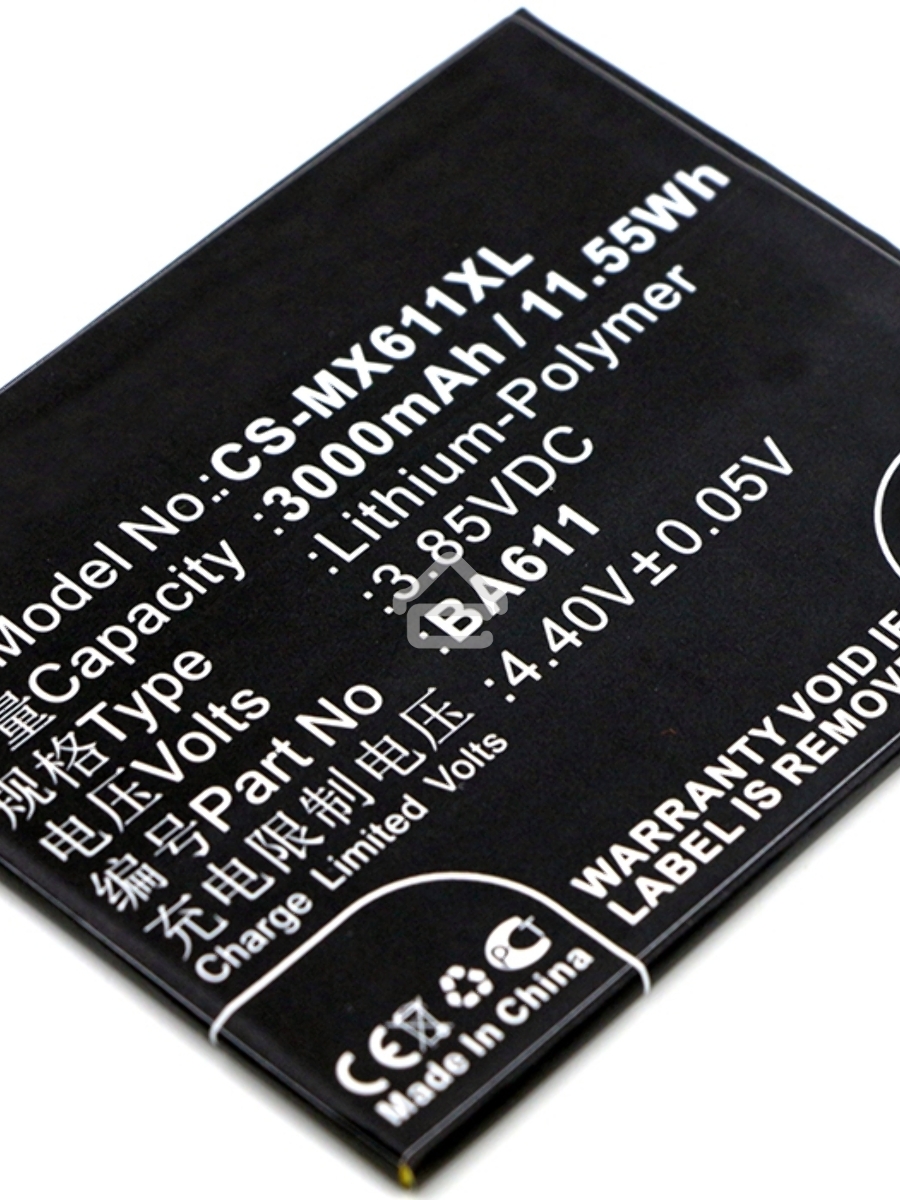 Model No.:CS-MX611XL
量Capacity :3000mAh / 11.55Wh
规格Type :Lithium-Polymer
电压Volts :3.85VDC
编号Part No :BA611
充电限制电压 :4.40V±0.05V
Charge Limited Volts
WARRANTY VOID IF
LABEL IS REMOVE
CE PCT
Made In China